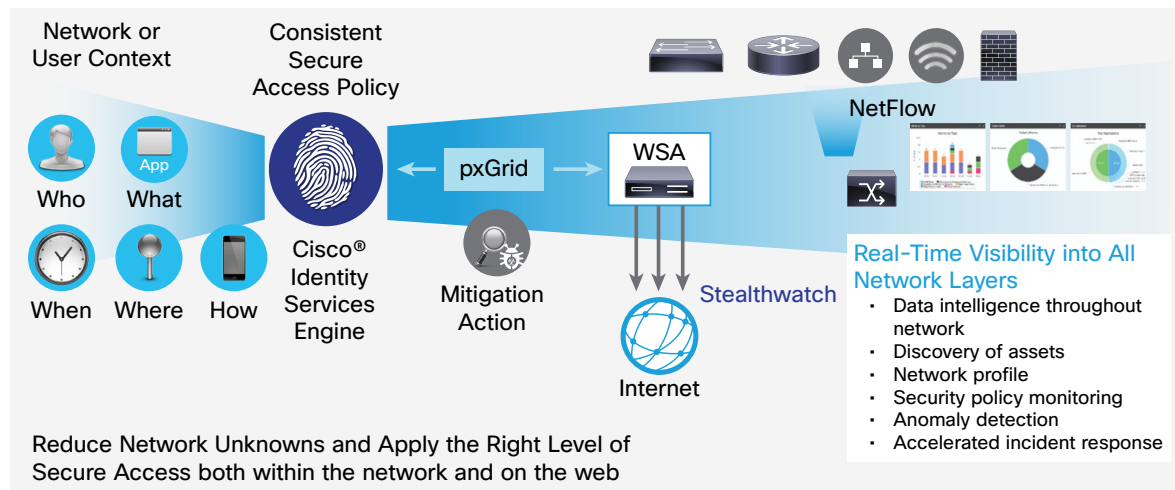 Network or
User Context
Who
App
What
When
Where
How
Consistent
Secure
Access Policy
Cisco®
Identity
Services
Engine
pxGrid
Mitigation
Action
WSA
Stealthwatch
Internet
NetFlow
Real-Time Visibility into All
Network Layers
• Data intelligence throughout
network
• Discovery of assets
• Network profile
• Security policy monitoring
• Anomaly detection
• Accelerated incident response
Reduce Network Unknowns and Apply the Right Level of
Secure Access both within the network and on the web